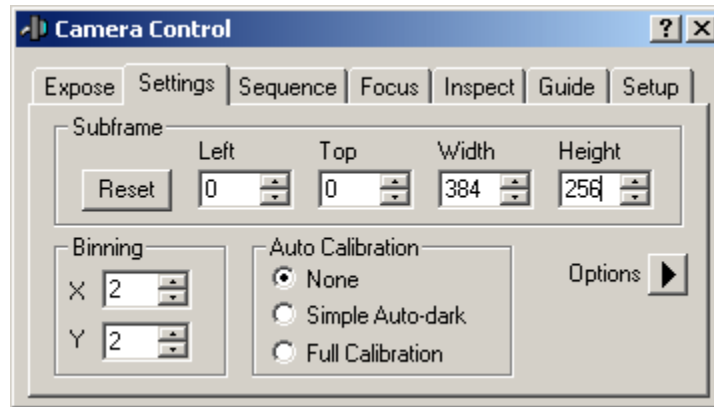 Camera Control
Expose Settings Sequence Focus Inspect Guide Setup
Subframe
Left Top Width Height
Reset 0 0 384 256
Binning
X 2
Y 2
Auto Calibration
None
Simple Auto-dark
Full Calibration
Options